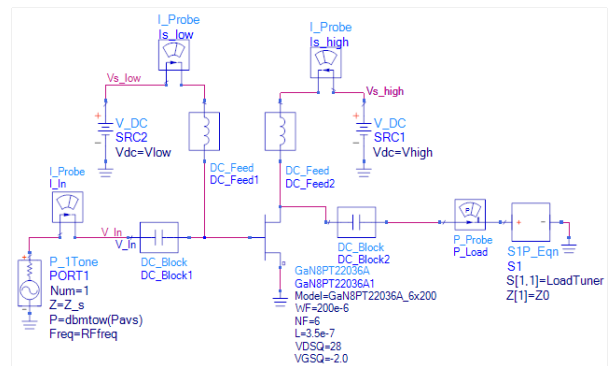 I_Probe
Is_low
I_Probe
Is_high
Vs_low
Vs_high
+
V_DC
SRC2
Vdc=Vlow
-
DC_Feed
DC_Feed1
DC_Feed
DC_Feed2
+
V_DC
SRC1
Vdc=Vhigh
-
I_Probe
I_In
V_In
V_In
DC_Block
DC_Block1
DC_Block
DC_Block2
P_Probe
P_Load
+ -
S1P_Eqn
S1
S[1,1]=LoadTuner
Z[1]=Z0
+
P_1Tone
PORT1
Num=1
Z=Z_s
P=dbmtow(Pavs)
Freq=RFfreq
-
GaN8PT22036A
GaN8PT22036A1
Model=GaN8PT22036A_6x200
WF=200e-6
NF=6
L=3.5e-7
VDSQ=28
VGSQ=-2.0